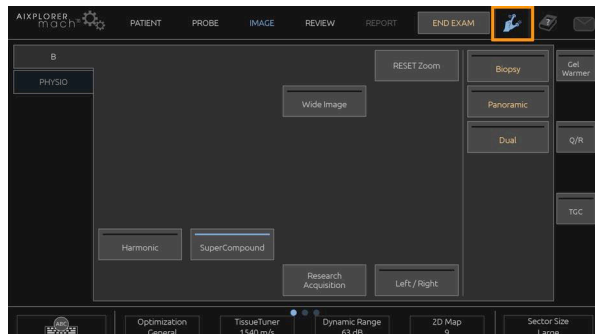 AIXPLORER
mach
PATIENT
PROBE
IMAGE
REVIEW
REPORT
END EXAM
B
PHYSIO
RESET Zoom
Wide Image
Biopsy
Panoramic
Dual
Gel
Warmer
Q/R
TGC
Harmonic
SuperCompound
Research
Acquisition
Left / Right
ABC
Optimization
General
TissueTuner
1540 m/s
Dynamic Range
63 dB
2D Map
9
Sector Size
Large